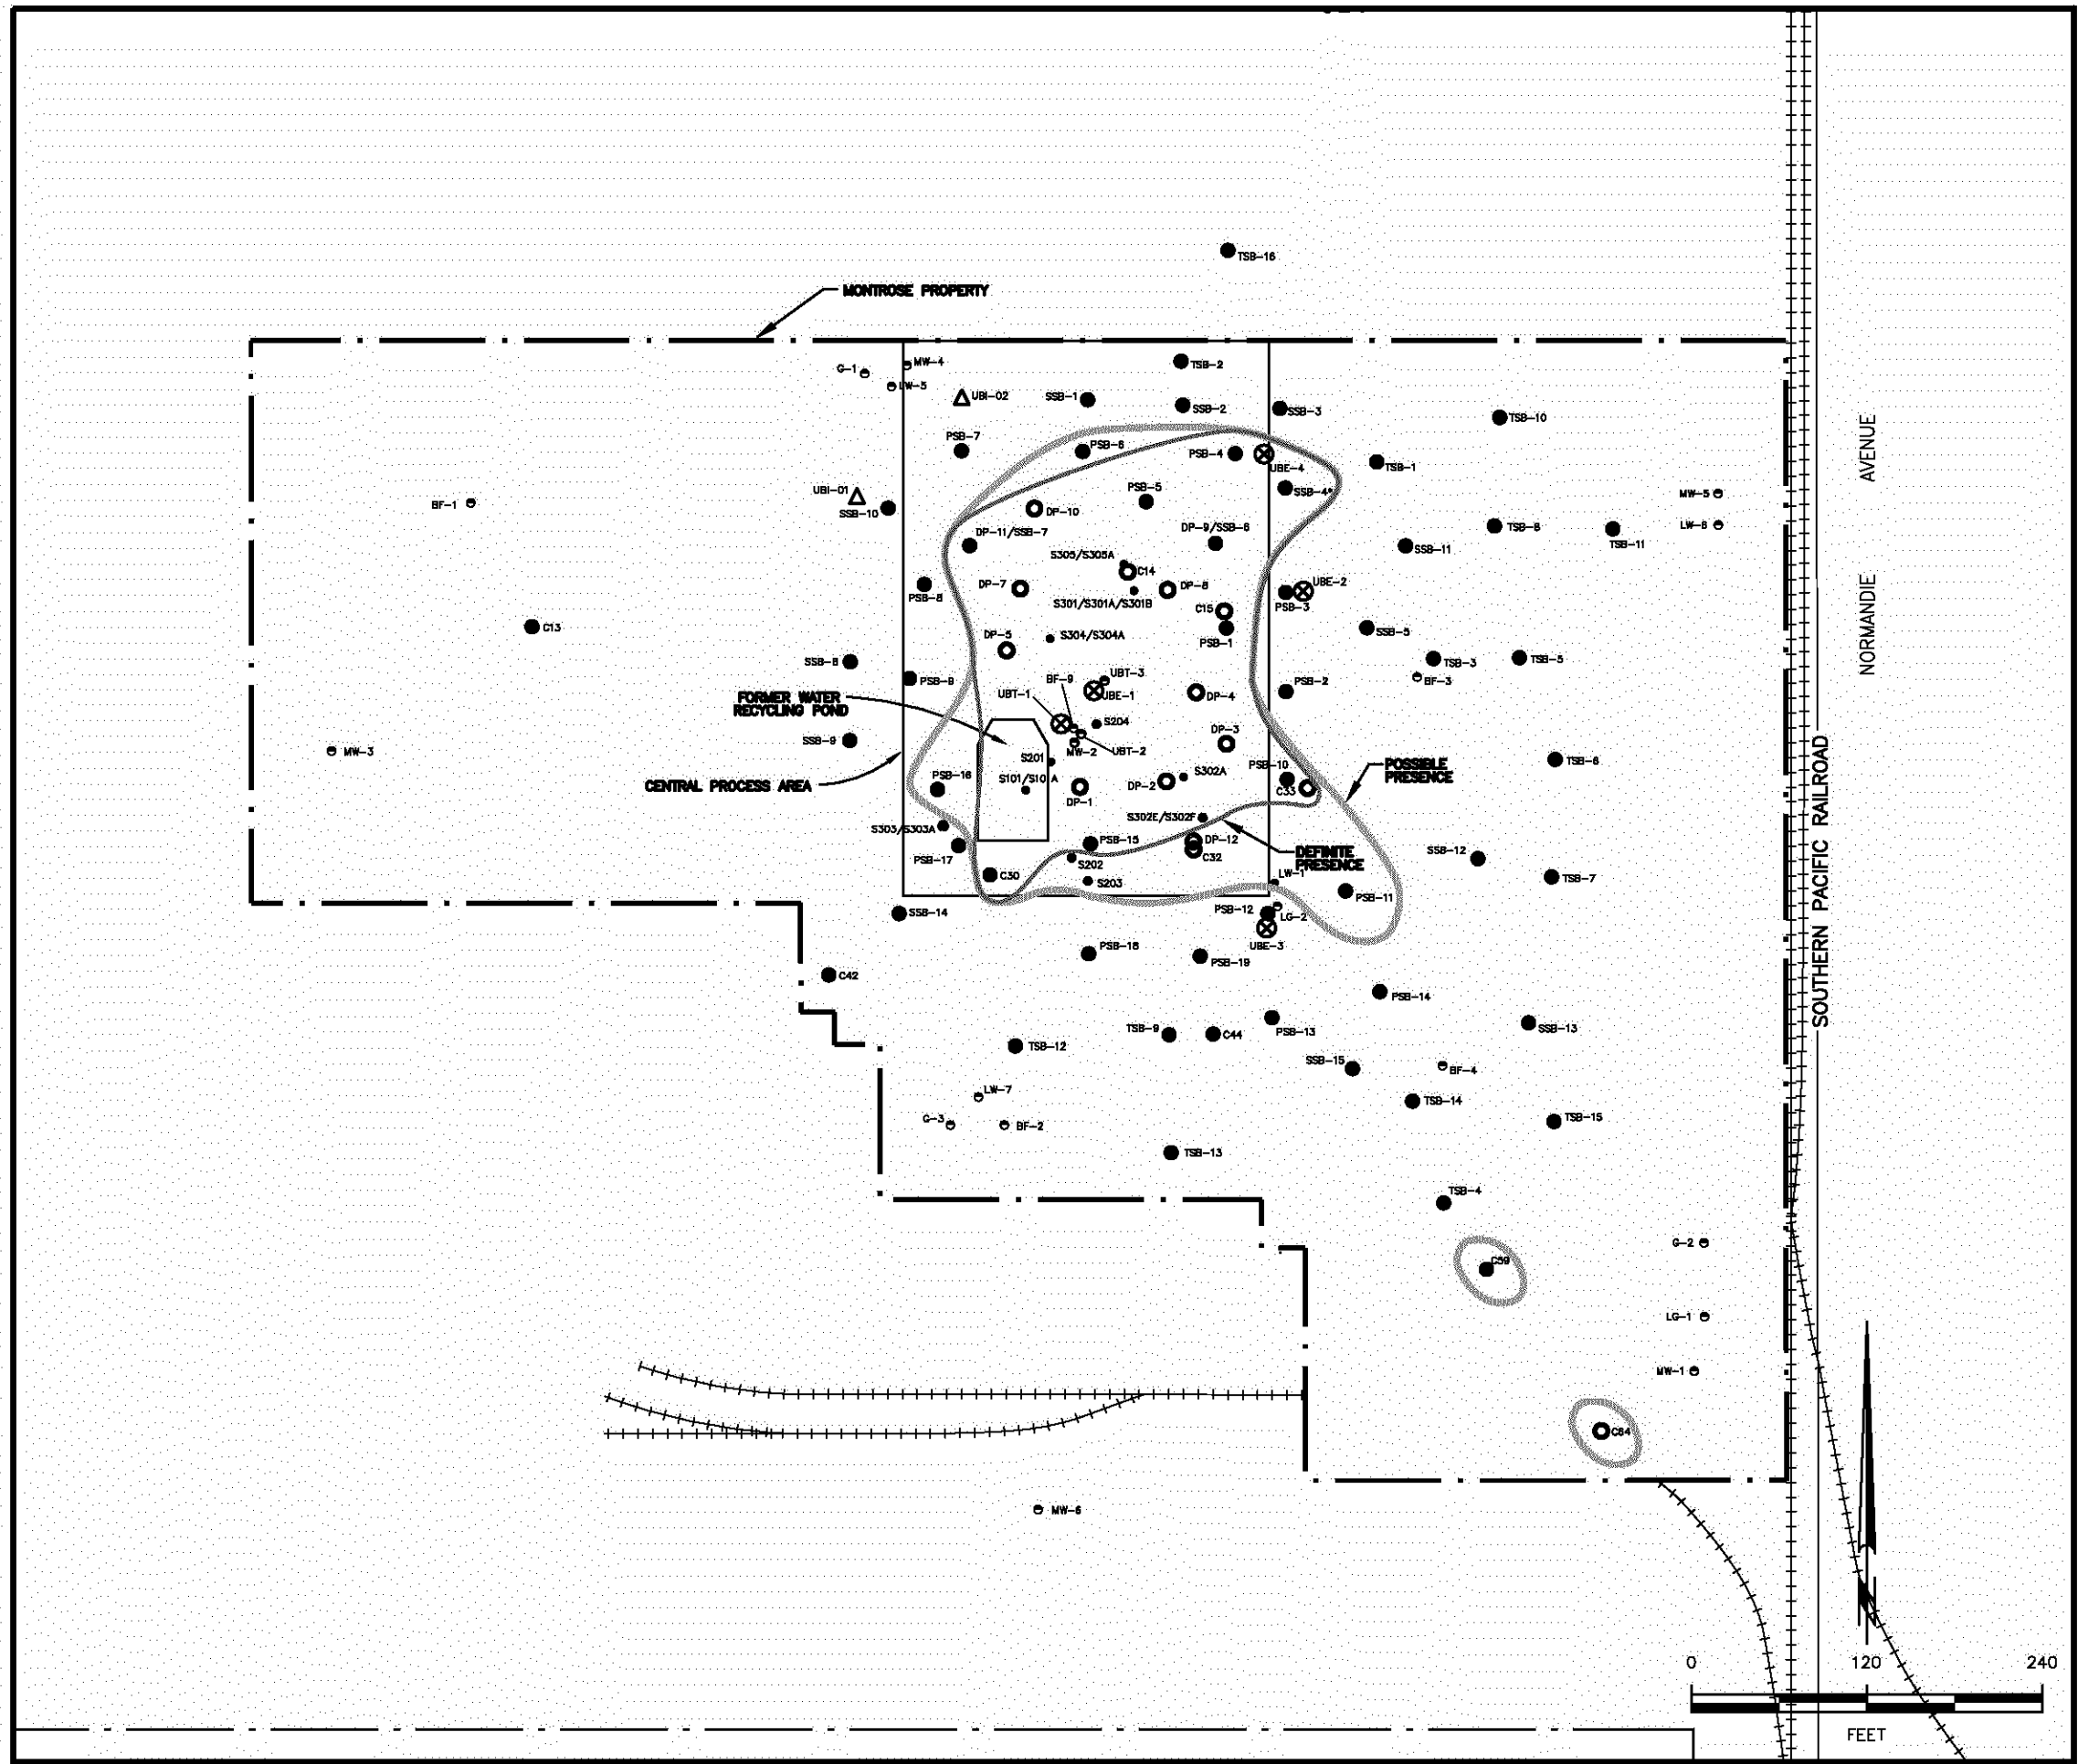 TSB-16
MONTROSE PROPERTY
MW-4
G-1
LW-5
TSB-2
UBI-02
SSB-1
SSB-2
SSB-3
TSB-10
PSB-7
PSB-6
PSB-4
UBE-4
TSB-1
AVENUE
UBI-01
SSB-10
BF-1
PSB-5
SSB-4*
MW-5
DP-10
DP-11/SSB-7
DP-9/SSB-6
TSB-8
TSB-11
LW-6
SSB-11
S305/S305A
C14
DP-7
DP-8
UBE-2
PSB-8
S301/S301A/S301B
PSB-3
C15
NORMANDIE
C13
S304/S304A
PSB-1
SSB-5
DP-5
SSB-8
TSB-3
TSB-5
PSB-9
BF-9
UBT-3
BF-3
FORMER WATER
RECYCLING POND
UBT-1
UBE-1
DP-4
PSB-2
S204
SSB-9
MW-3
MW-2
UBT-2
DP-3
S201
CENTRAL PROCESS AREA
PSB-16
S101/S101A
DP-1
DP-2
S302A
PSB-10
C33
POSSIBLE
PRESENCE
TSB-6
SOUTHERN PACIFIC RAILROAD
S303/S303A
S302E/S302F
PSB-17
PSB-15
DP-12
C32
DEFINITE
PRESENCE
SSB-12
S202
C30
S203
LW-1
TSB-7
PSB-11
SSB-14
PSB-12
LG-2
UBE-3
PSB-18
PSB-19
C42
PSB-14
TSB-9
C44
PSB-13
SSB-13
TSB-12
SSB-15
BF-4
LW-7
TSB-14
G-3
BF-2
TSB-15
TSB-13
TSB-4
G-2
C59
LG-1
MW-1
C64
MW-6
0
120
240
FEET